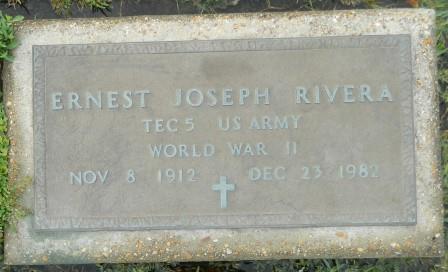 ERNEST JOSEPH RIVERA
TEC 5 US ARMY
WORLD WAR II
NOV 8 1912 DEC 23 1982